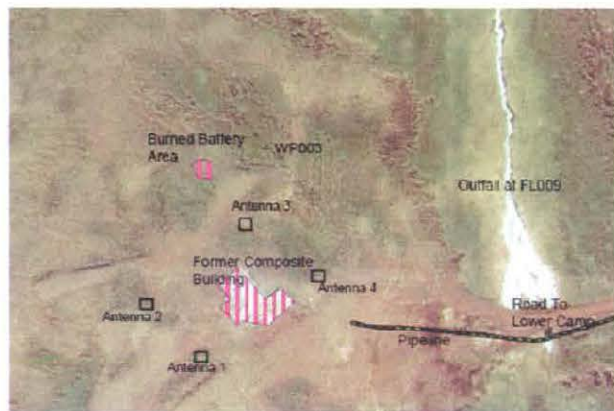 Burned Battery
Area
WP003
Outfall at FL009
Antenna 3
Former Composite
Building
Antenna 4
Antenna 2
Road To
Lower Camp
Pipeline
Antenna 1